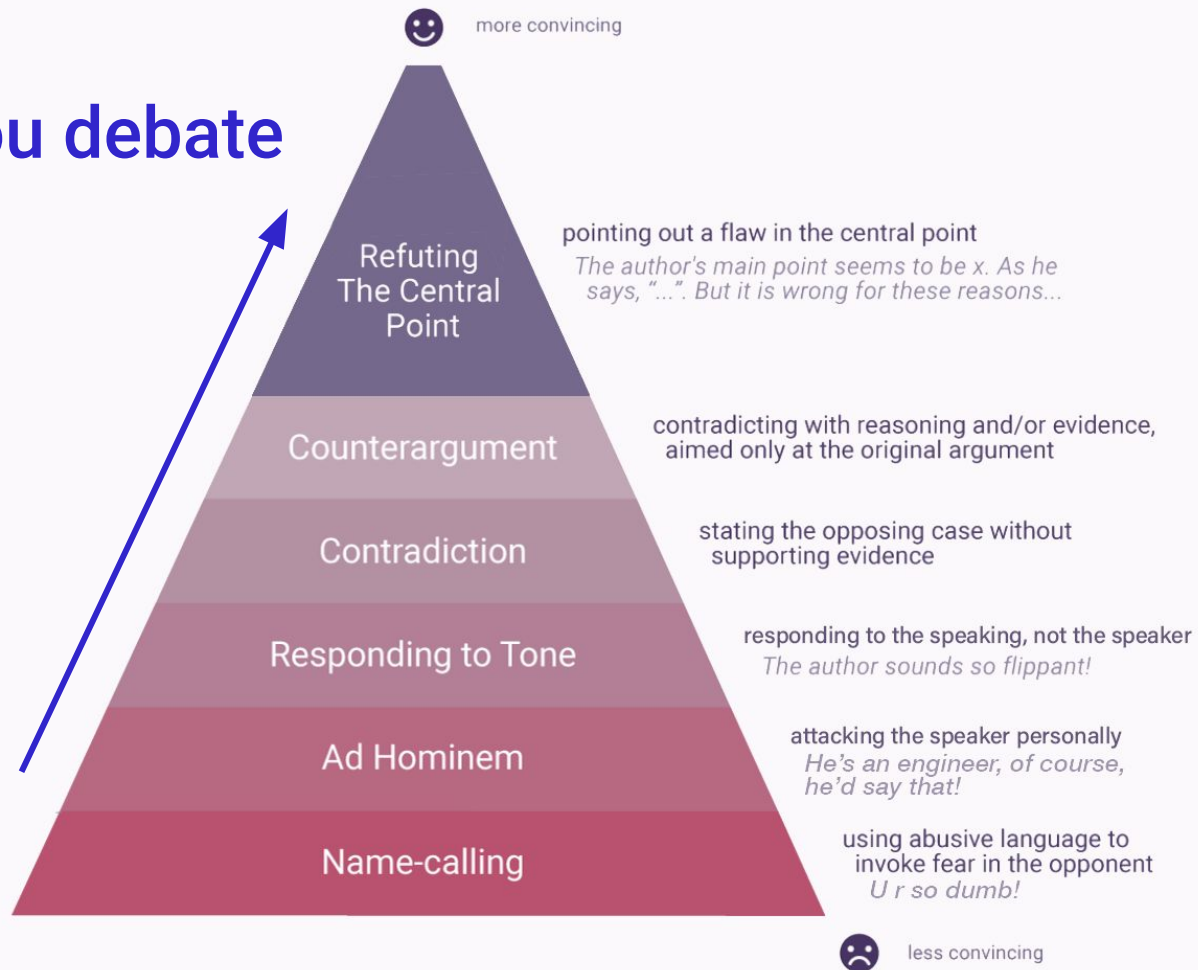 more convincing
ou debate
Refuting
The Central
Point
pointing out a flaw in the central point
The author's main point seems to be x. As he
says, “...”. But it is wrong for these reasons...
Counterargument
contradicting with reasoning and/or evidence,
aimed only at the original argument
Contradiction
stating the opposing case without
supporting evidence
Responding to Tone
responding to the speaking, not the speaker
The author sounds so flippant!
Ad Hominem
attacking the speaker personally
He’s an engineer, of course,
he’d say that!
Name-calling
using abusive language to
invoke fear in the opponent
U r so dumb!
less convincing